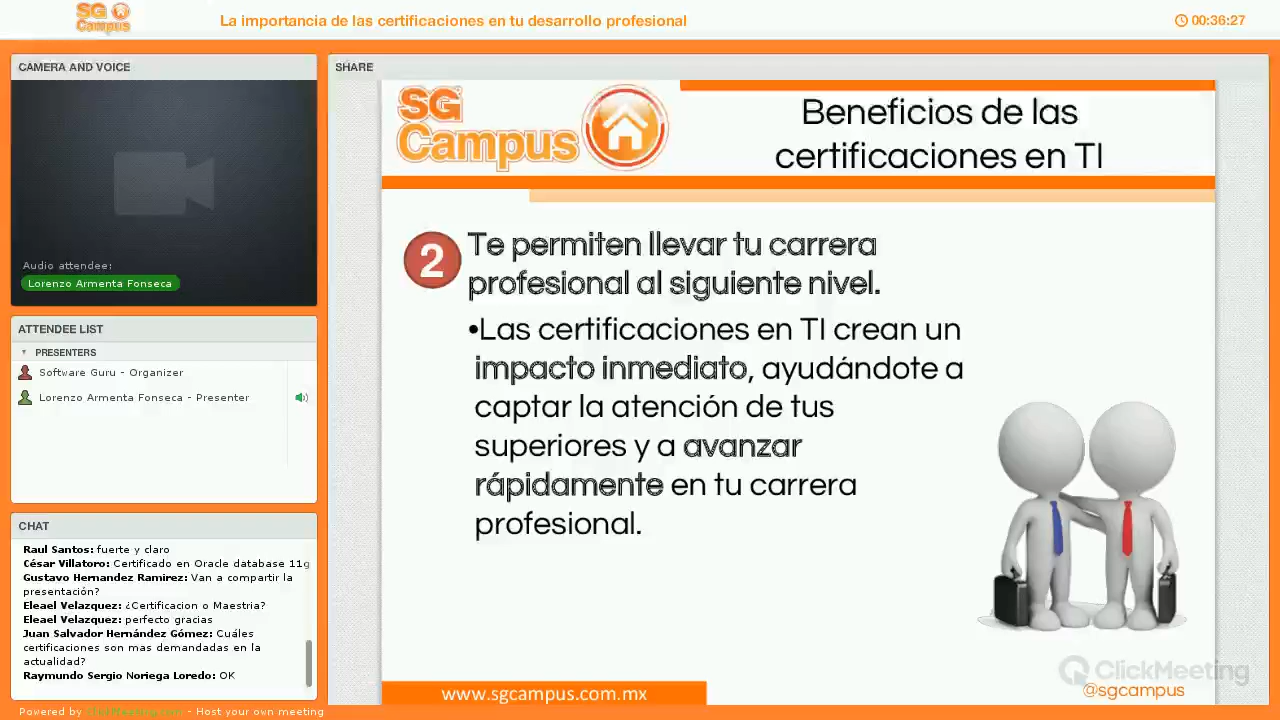 SG
Campus
La importancia de las certificaciones en tu desarrollo profesional
00:36:27
CAMERA AND VOICE
Audio attendee:
Lorenzo Armenta Fonseca
ATTENDEE LIST
PRESENTERS
Software Guru - Organizer
Lorenzo Armenta Fonseca - Presenter
CHAT
Raul Santos: fuerte y claro
César Villatoro: Certificado en Oracle database 11g
Gustavo Hernandez Ramirez: Van a compartir la
presentación?
Eleael Velazquez: ¿Certificacion o Maestria?
Eleael Velazquez: perfecto gracias
Juan Salvador Hernández Gómez: Cuáles
certificaciones son mas demandadas en la
actualidad?
Raymundo Sergio Noriega Loredo: OK
Powered by ClickMeeting.com - Host your own meeting
SHARE
SG
Campus
Beneficios de las
certificaciones en TI
2
Te permiten llevar tu carrera
profesional al siguiente nivel.
•Las certificaciones en TI crean un
impacto inmediato, ayudándote a
captar la atención de tus
superiores y a avanzar
rápidamente en tu carrera
profesional.
www.sgcampus.com.mx
ClickMeeting
@sgcampus